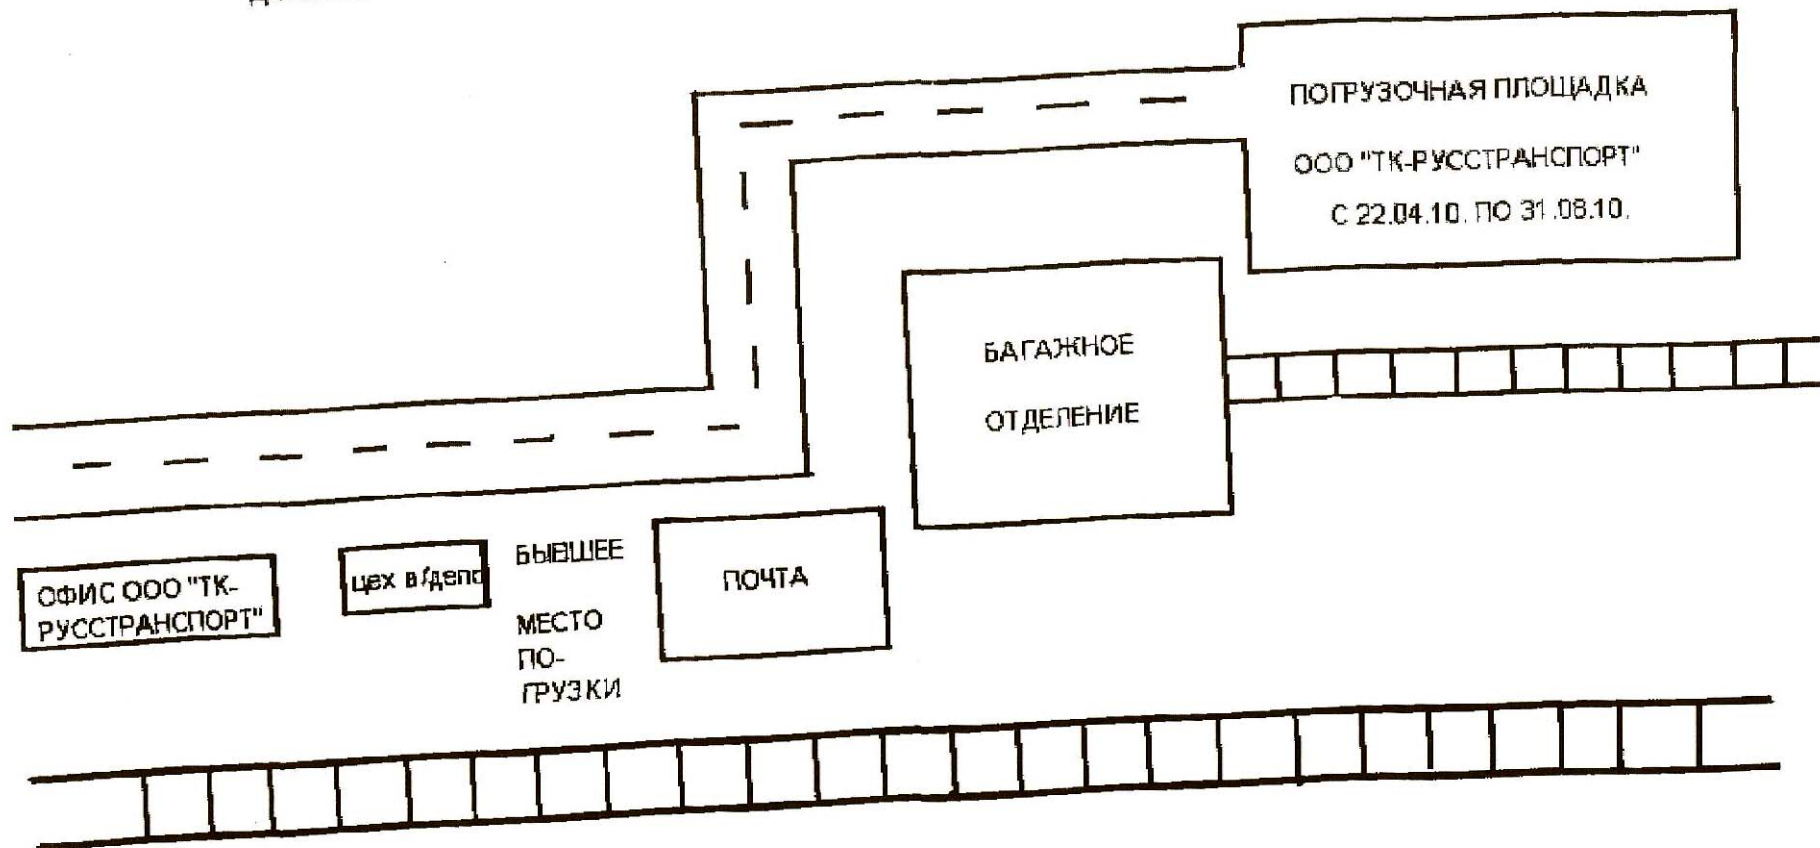 ПОГРУЗОЧНАЯ ПЛОЩАДКА
ООО "ТК-РУССТРАНСПОРТ"
С 22.04.10. ПО 31.08.10.
БАГАЖНОЕ
ОТДЕЛЕНИЕ
ОФИС ООО "ТК-
РУССТРАНСПОРТ"
цех в/депо
БЫВШЕЕ
МЕСТО
ПО-
ГРУЗКИ
ПОЧТА